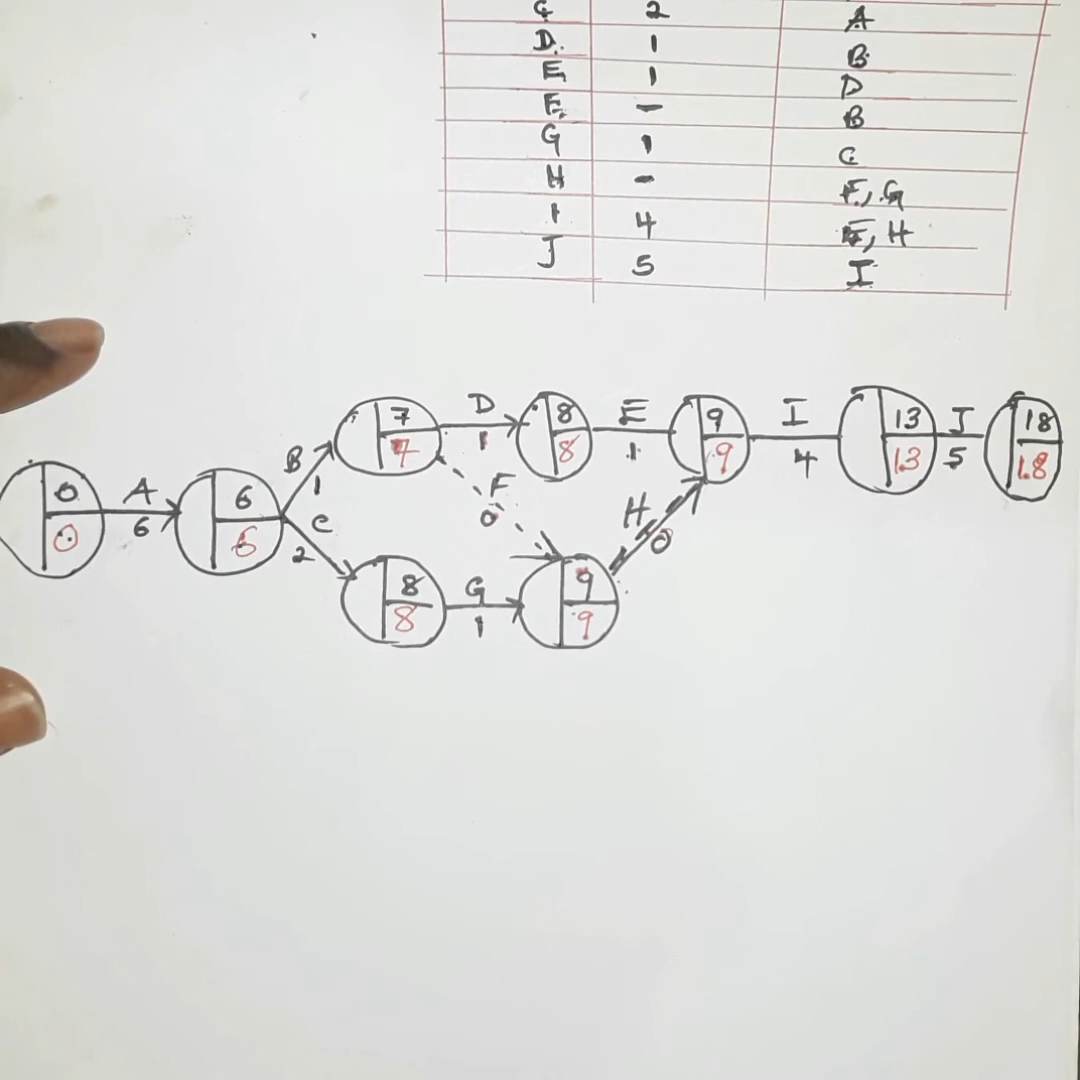 C 2 A
D 1 B
E 1 D
F - B
G 1 C
H - F, G
I 4 E, H
J 5 I
0 0
A 6
6 6
B 1
C 2
7 7
D 1
8 8
E 1
9 9
I 4
13 13
J 5
18 18
F 0
H 0
8 8
G 1
9 9